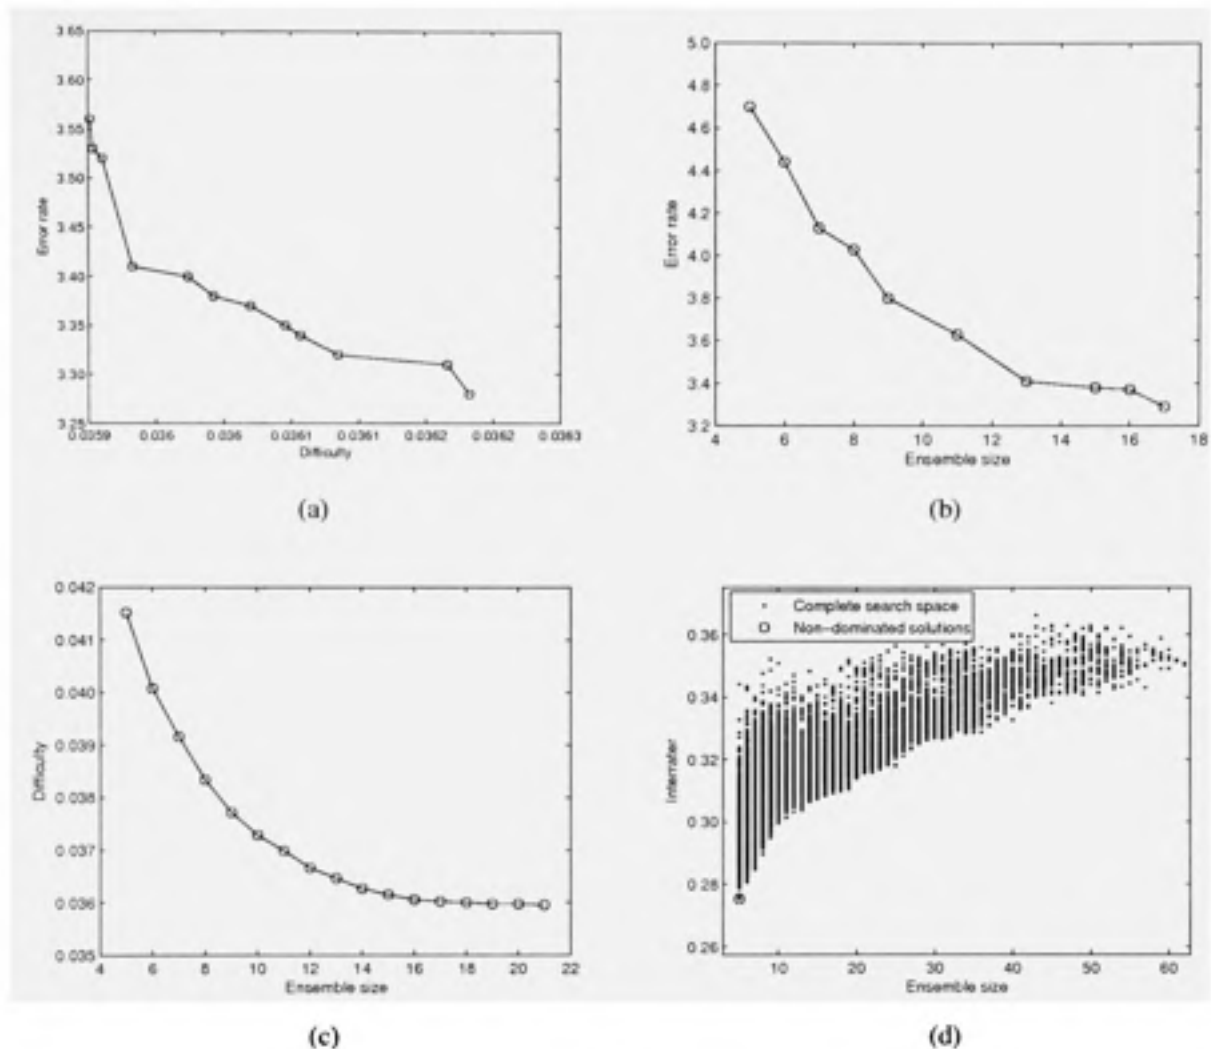 3.65
3.60
3.55
3.50
3.45
3.40
3.35
3.30
3.25
Error rate
0.0359 0.036 0.036 0.0361 0.0361 0.0362 0.0362 0.0363
Difficulty
(a)
5.0
4.8
4.6
4.4
4.2
4.0
3.8
3.6
3.4
3.2
Error rate
4 6 8 10 12 14 16 18
Ensemble size
(b)
0.042
0.041
0.040
0.039
0.038
0.037
0.036
0.035
Difficulty
4 6 8 10 12 14 16 18 20 22
Ensemble size
(c)
Complete search space
Non-dominated solutions
0.36
0.34
0.32
0.30
0.28
0.26
Interrater
10 20 30 40 50 60
Ensemble size
(d)